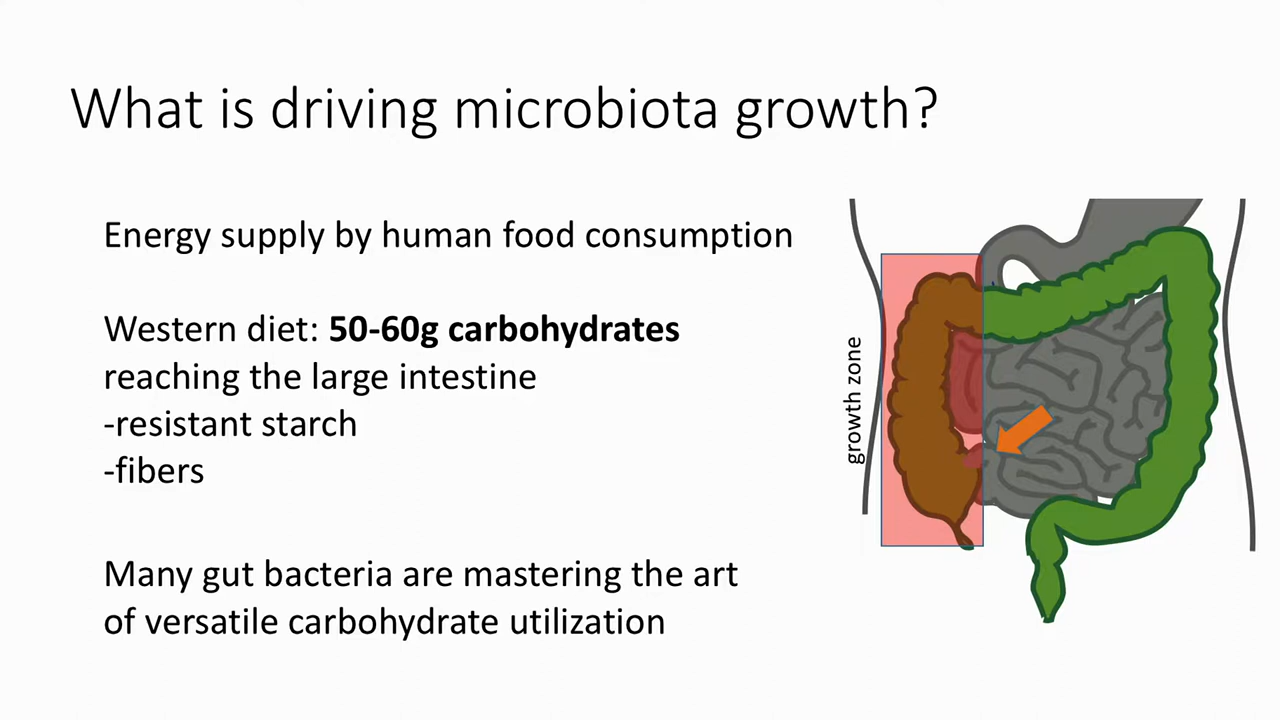 What is driving microbiota growth?
Energy supply by human food consumption
Western diet: 50-60g carbohydrates
reaching the large intestine
-resistant starch
-fibers
Many gut bacteria are mastering the art
of versatile carbohydrate utilization
growth zone